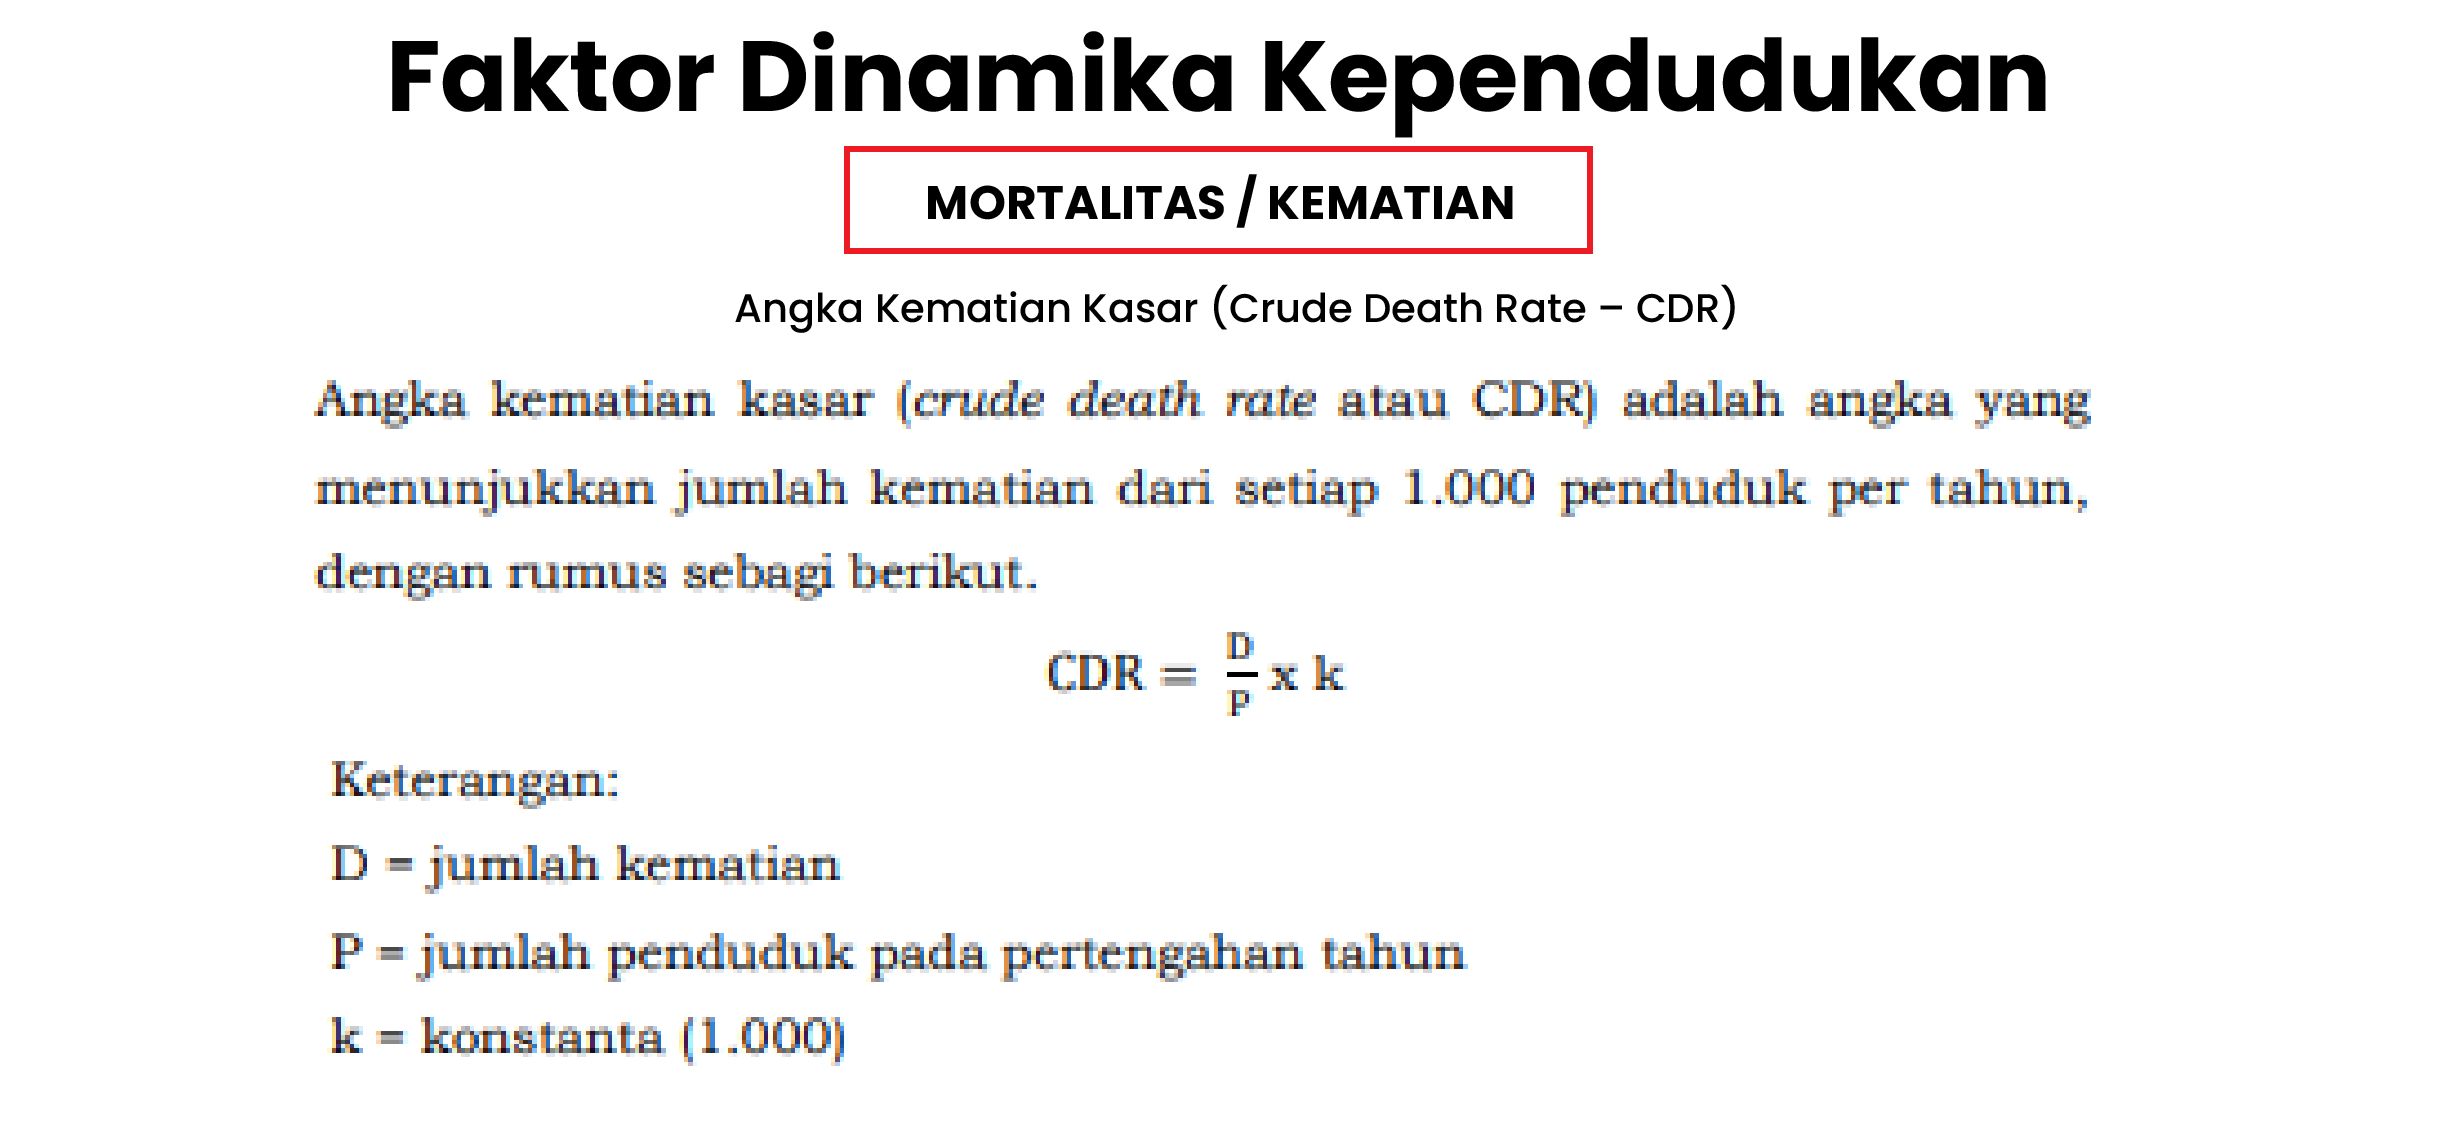 Faktor Dinamika Kependudukan
MORTALITAS / KEMATIAN
Angka Kematian Kasar (Crude Death Rate – CDR)
Angka kematian kasar (crude death rate atau CDR) adalah angka yang
menunjukkan jumlah kematian dari setiap 1.000 penduduk per tahun,
dengan rumus sebagi berikut.
CDR = D/P x k
Keterangan:
D = jumlah kematian
P = jumlah penduduk pada pertengahan tahun
k = konstanta (1.000)